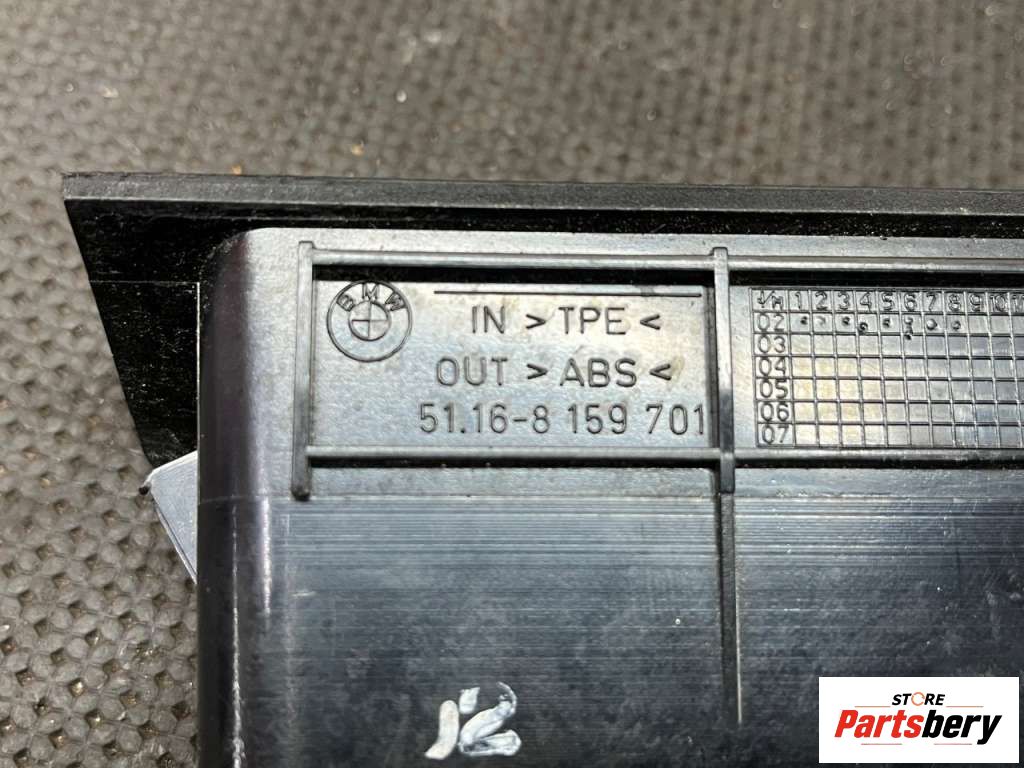 BMW
IN >TPE<
OUT >ABS<
51.16-8 159 701
J/M 1 2 3 4 5 6 7 8 9 10 11
02
03
04
05
06
07
STORE
Partsbery